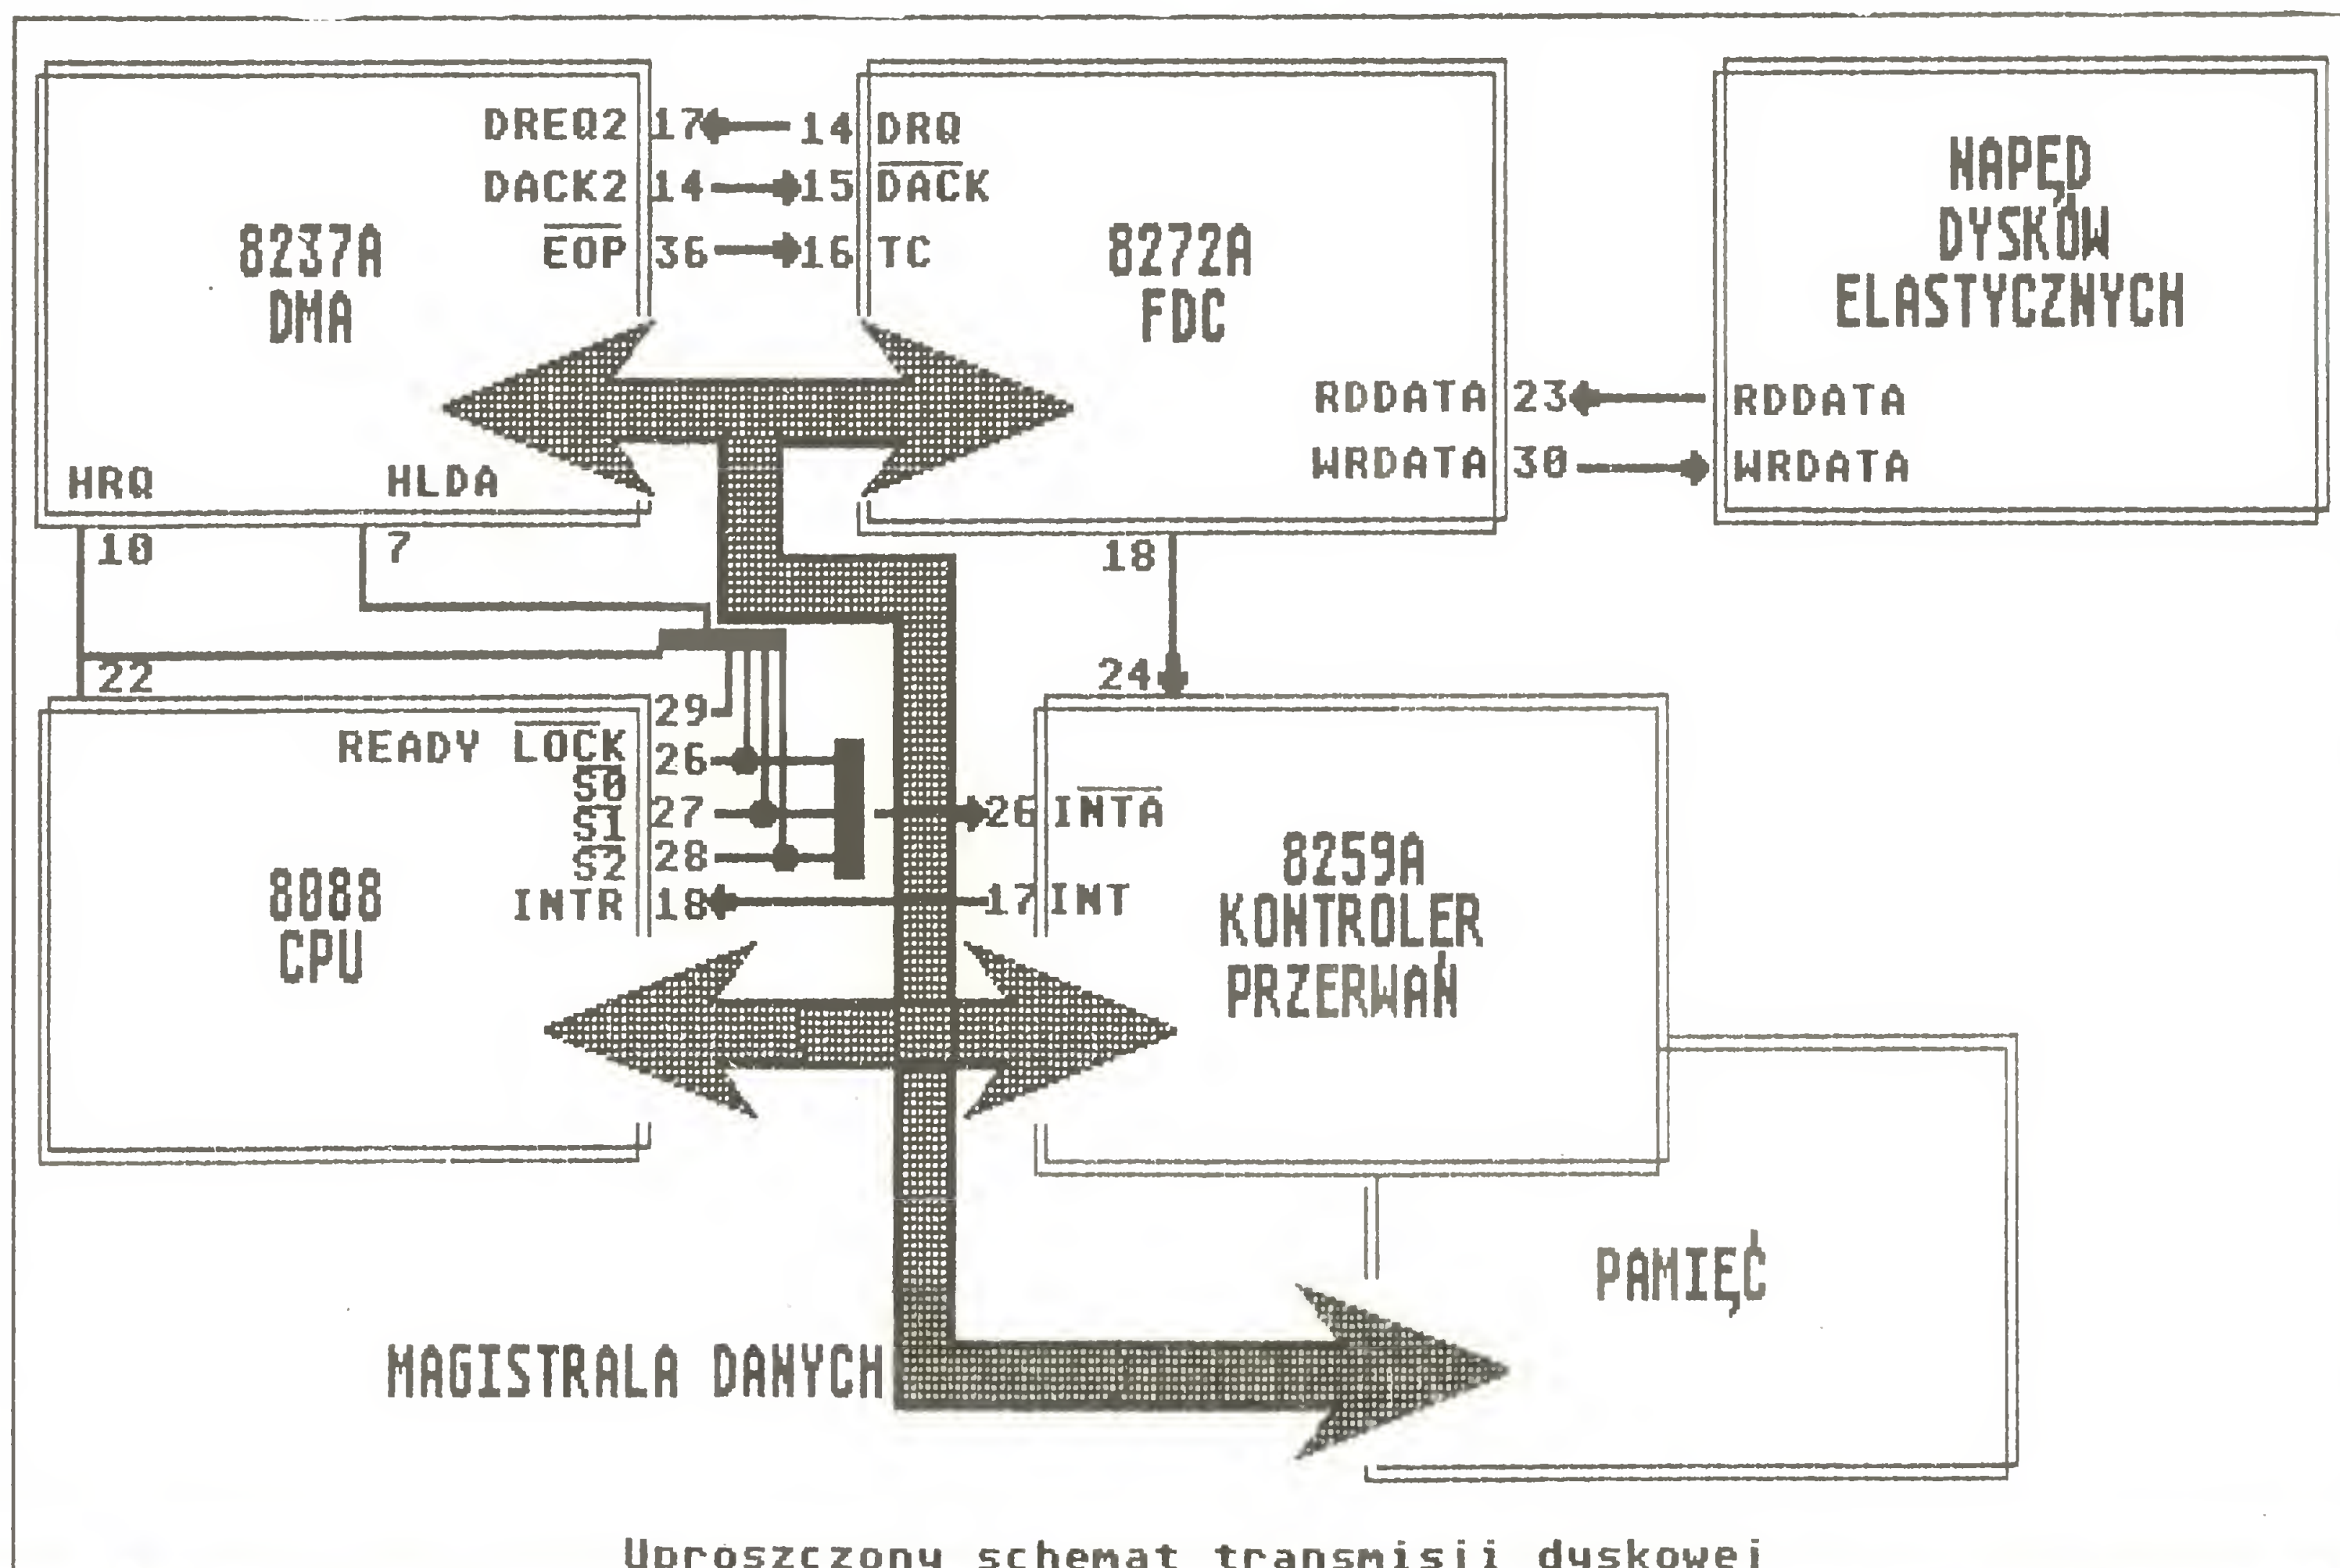 DREQ2 17 14 DRQ
DACK2 14 15 DACK
EOP 36 16 TC
8237A
DMA
8272A
FDC
NAPĘD
DYSKÓW
ELASTYCZNYCH
RDDATA 23 RDDATA
WRDATA 30 WRDATA
HRQ HLDA
10 7
18
22
24
29
READY LOCK
26
S0
27
S1
28
S2
INTR 18
26 INTA
17 INT
8088
CPU
8259A
KONTROLER
PRZERWAŃ
PAMIĘĆ
MAGISTRALA DANYCH
Uproszczony schemat transmisji dyskowej